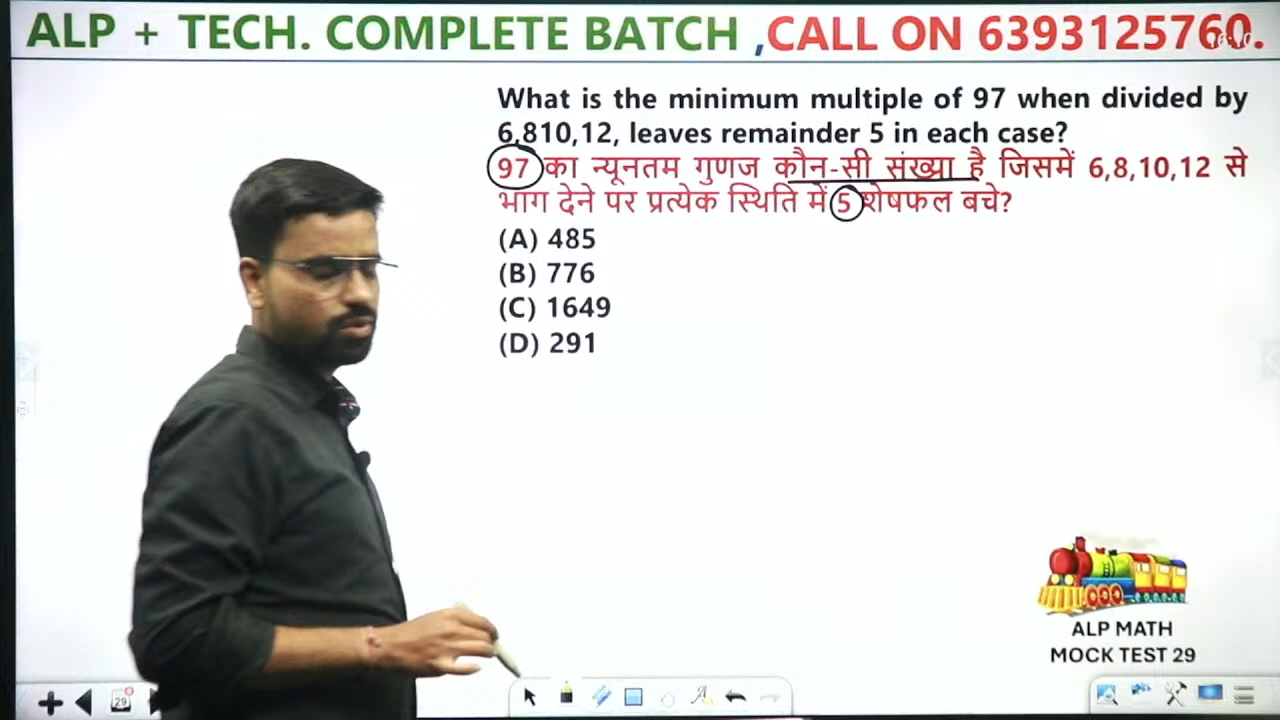 ALP + TECH. COMPLETE BATCH ,CALL ON 6393125760.
What is the minimum multiple of 97 when divided by
6,810,12, leaves remainder 5 in each case?
97 का न्यूनतम गुणज कौन-सी संख्या है जिसमें 6,8,10,12 से
भाग देने पर प्रत्येक स्थिति में 5 शेषफल बचे?
(A) 485
(B) 776
(C) 1649
(D) 291
ALP MATH
MOCK TEST 29
29